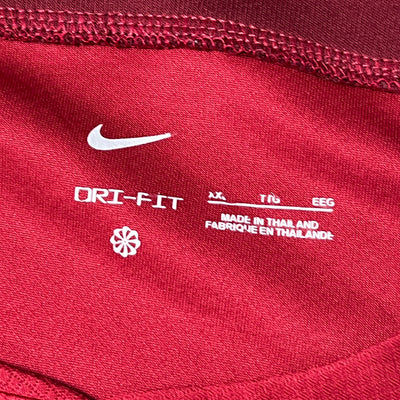 DRI-FIT
XXL TTG EEG
MADE IN THAILAND
FABRIQUE EN THAILANDE